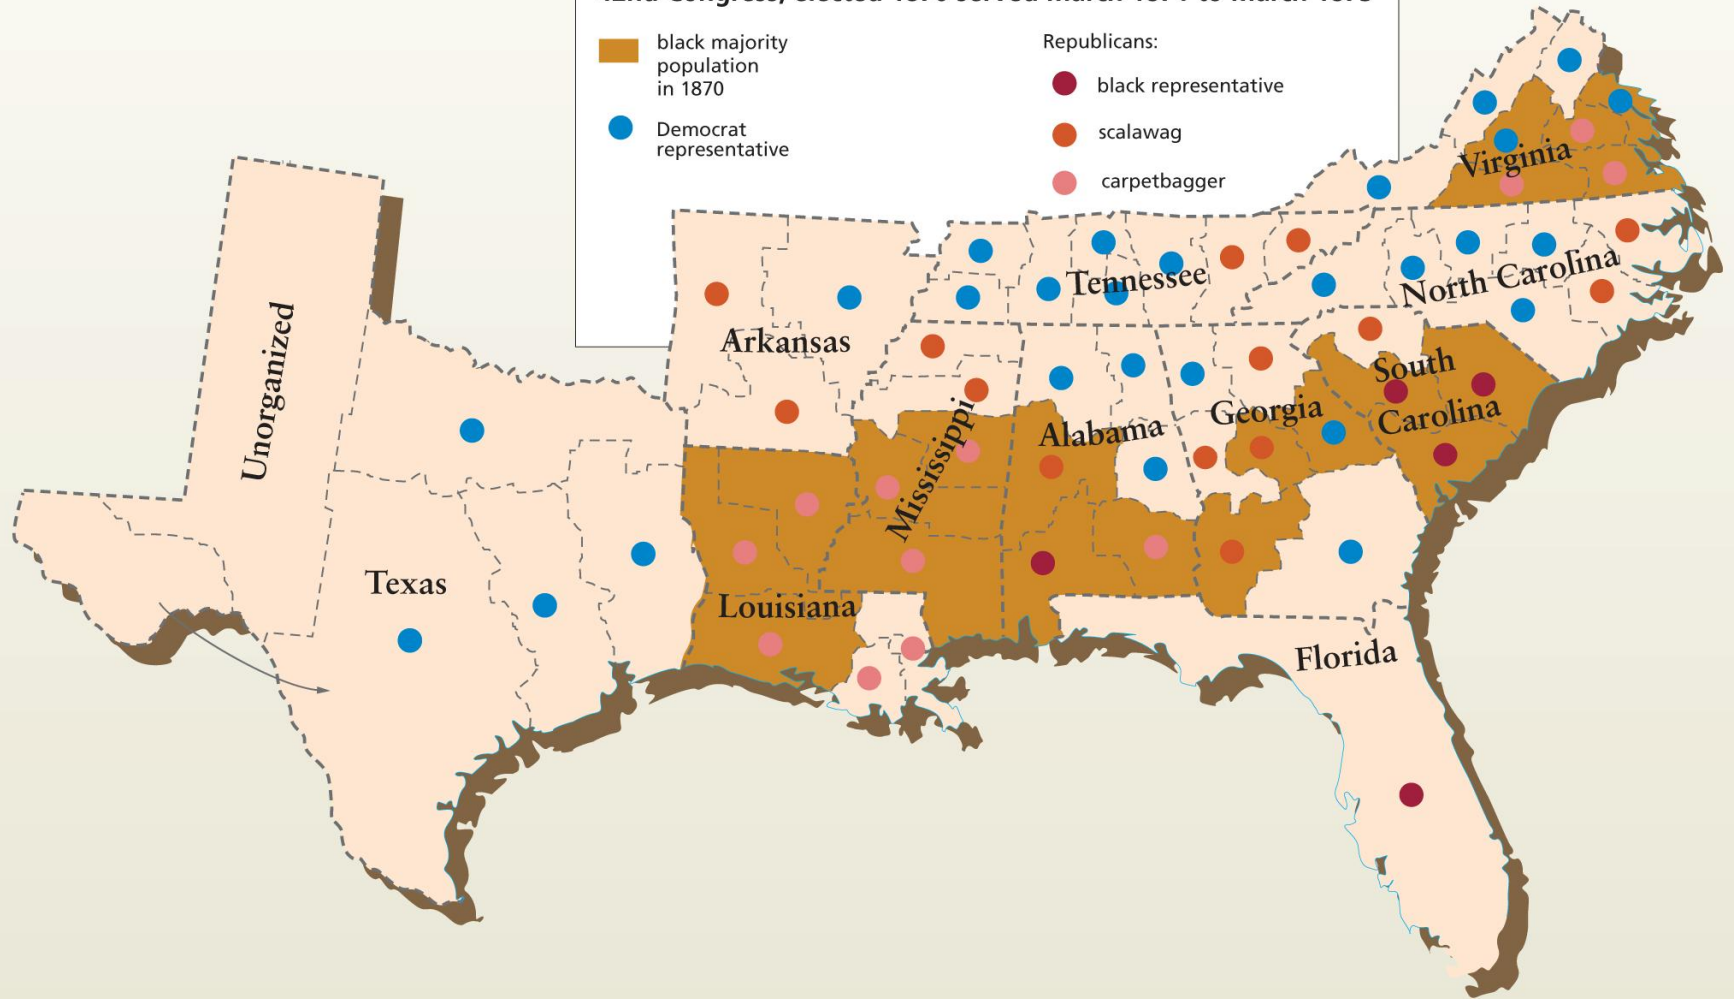 black majority
population
in 1870
Democrat
representative
Republicans:
black representative
scalawag
carpetbagger
Virginia
Unorganized
Tennessee
North Carolina
Arkansas
South
Carolina
Mississippi
Alabama
Georgia
Texas
Louisiana
Florida